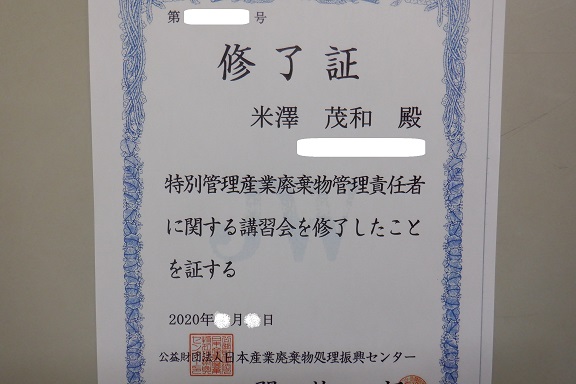 第 号
修了証
米澤 茂和 殿
特別管理産業廃棄物管理責任者
に関する講習会を修了したこと
を証する
2020年 月 日
公益財団法人日本産業廃棄物処理振興センター